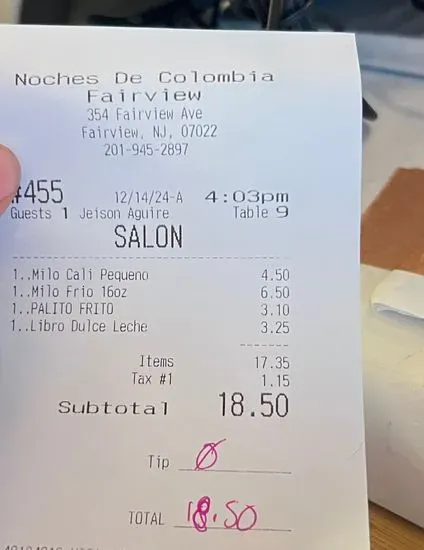 Noches De Colombia
Fairview
354 Fairview Ave
Fairview, NJ, 07022
201-945-2897
#455 12/14/24-A 4:03pm
Guests 1 Jeison Aguire Table 9
SALON
1..Milo Cali Pequeno 4.50
1..Milo Frio 16oz 6.50
1..PALITO FRITO 3.10
1..Libro Dulce Leche 3.25
-------
Items 17.35
Tax #1 1.15
Subtotal 18.50
Tip Ø
TOTAL 18.50